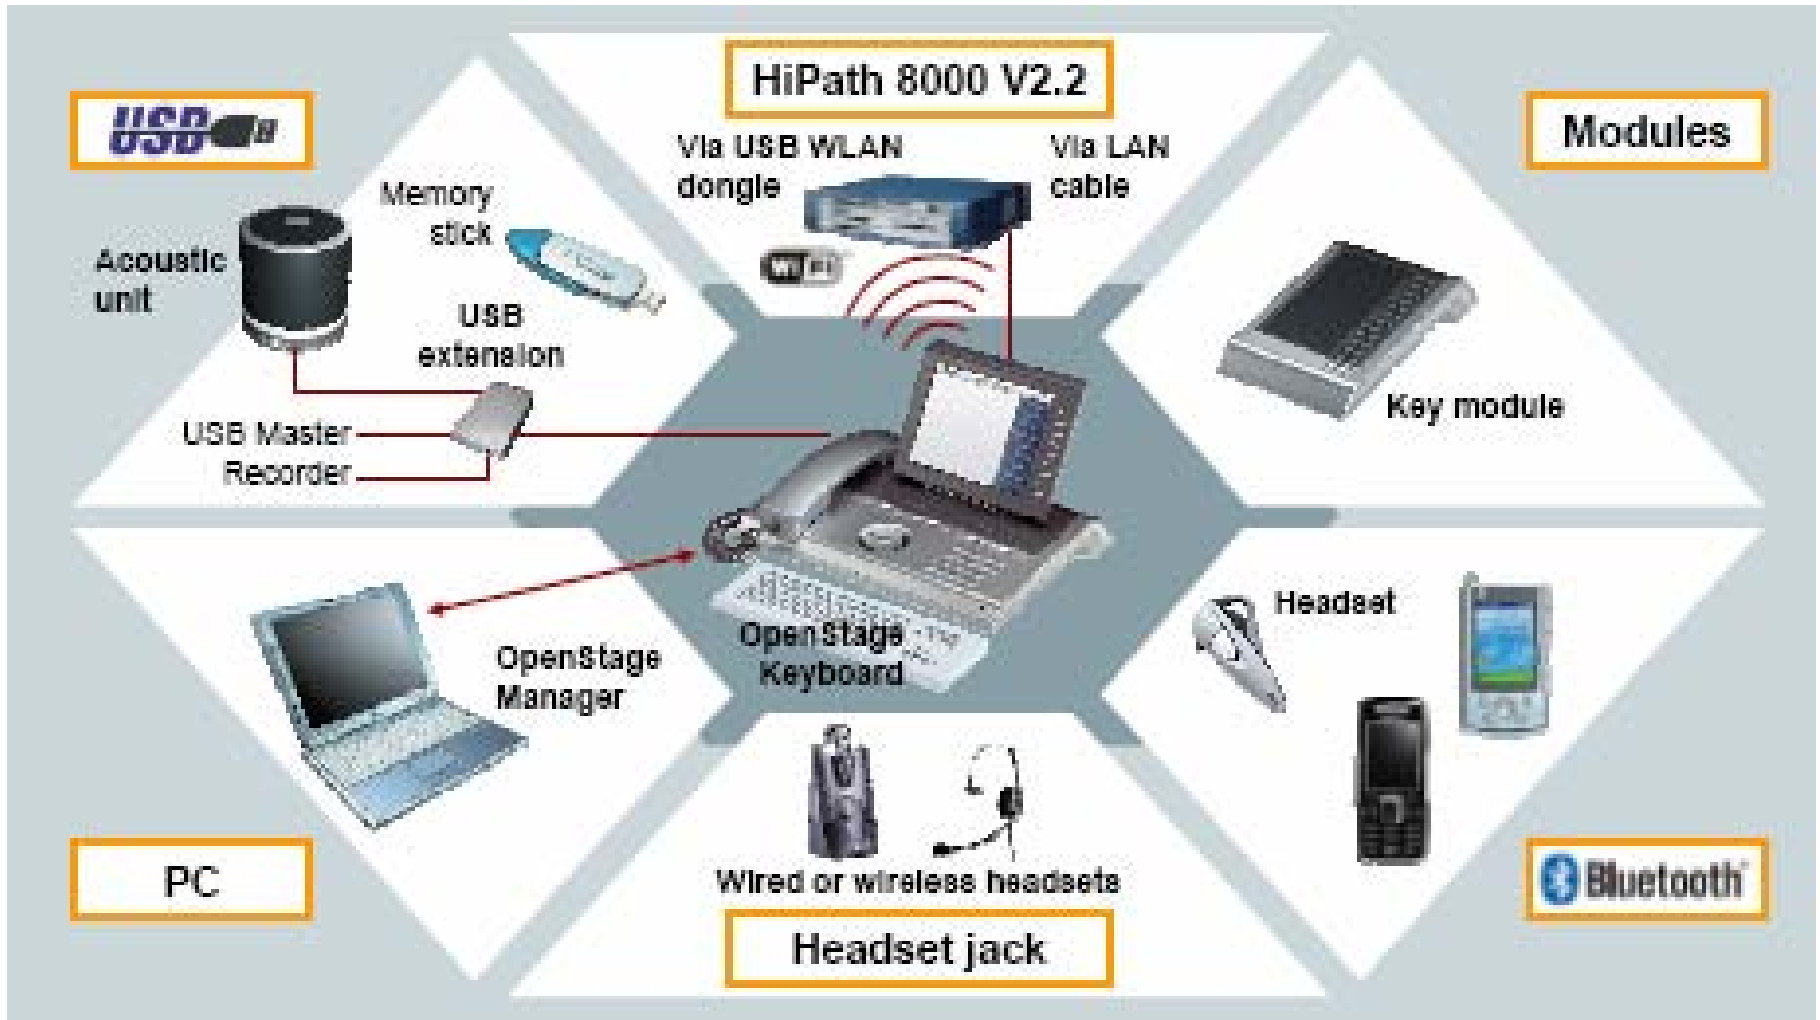 HiPath 8000 V2.2
USB
Modules
Via USB WLAN
dongle
Via LAN
cable
Memory
stick
Acoustic
unit
WiFi
USB
extension
Key module
USB Master
Recorder
Headset
OpenStage
Keyboard
OpenStage
Manager
PC
Wired or wireless headsets
Bluetooth
Headset jack